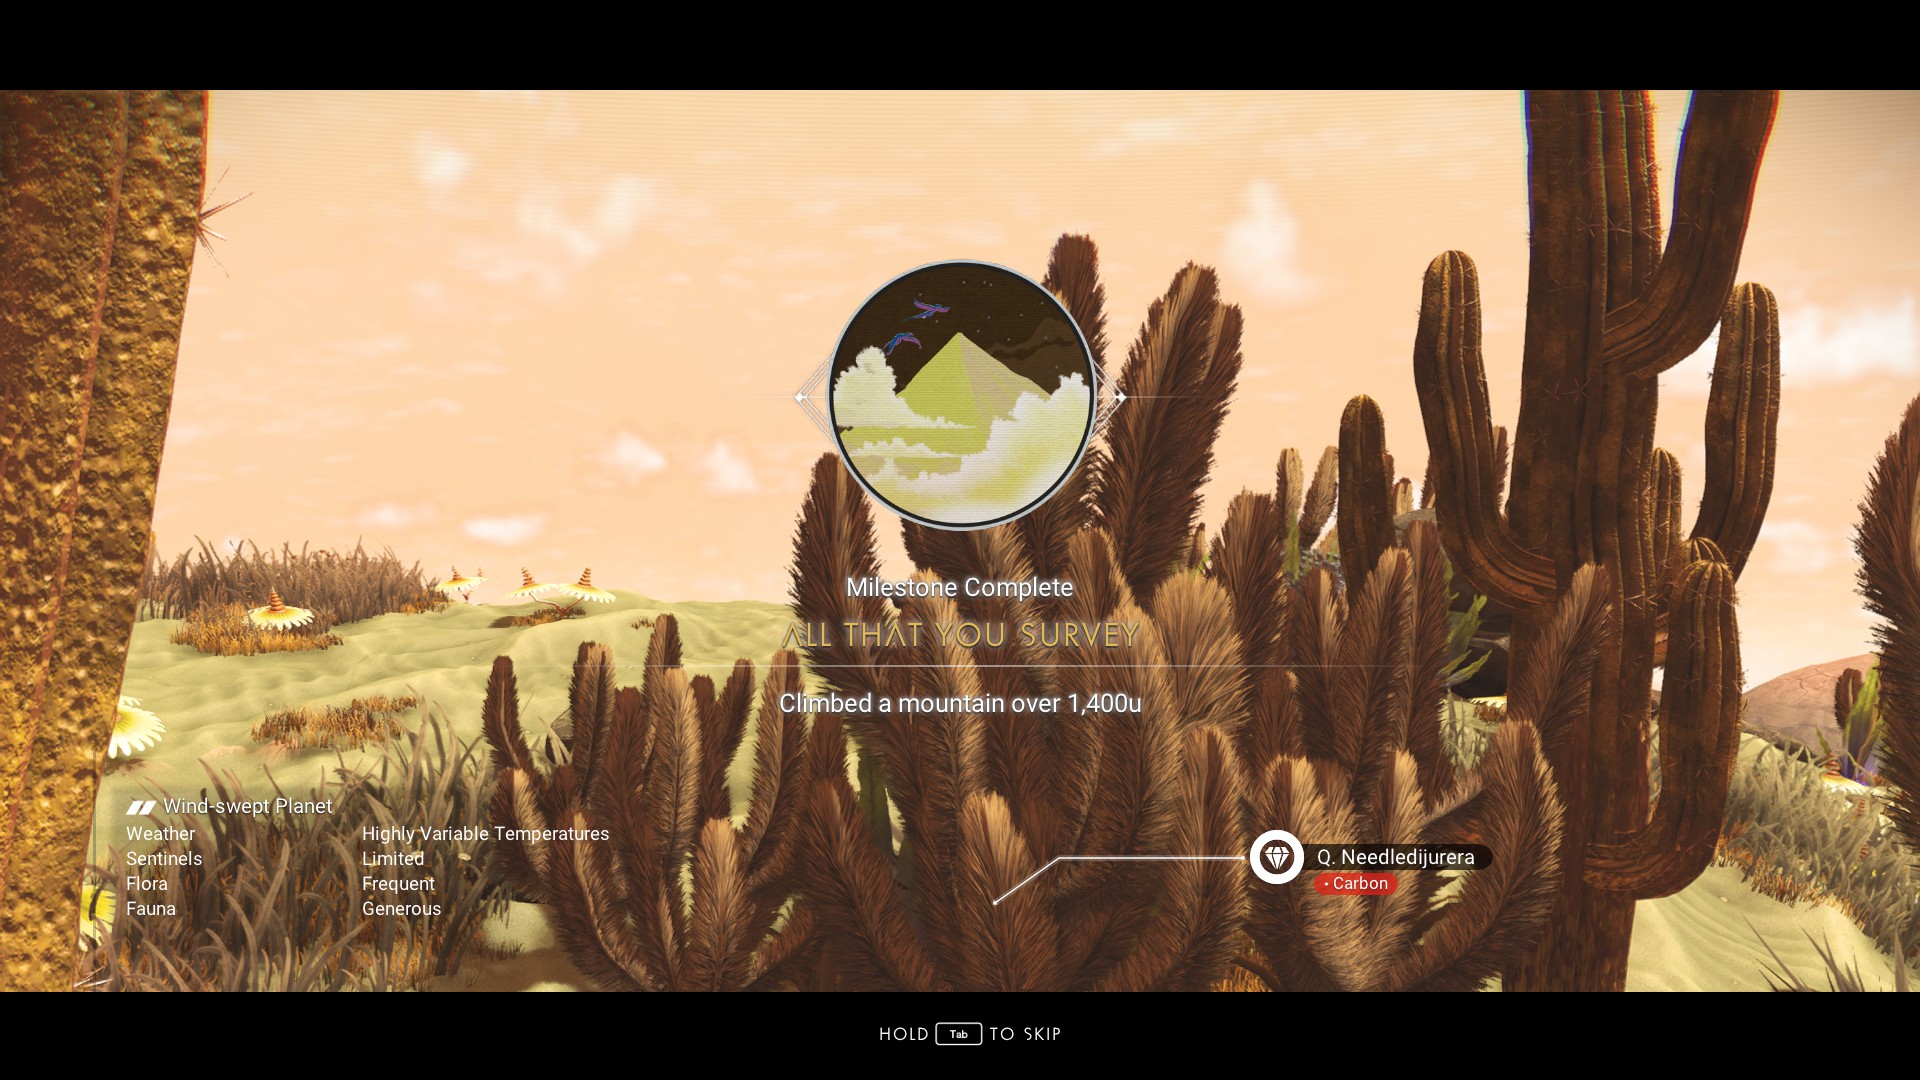 Milestone Complete
ALL THAT YOU SURVEY
Climbed a mountain over 1,400u
Wind-swept Planet
Weather Highly Variable Temperatures
Sentinels Limited
Flora Frequent
Fauna Generous
Q. Needledijurera
• Carbon
HOLD Tab TO SKIP